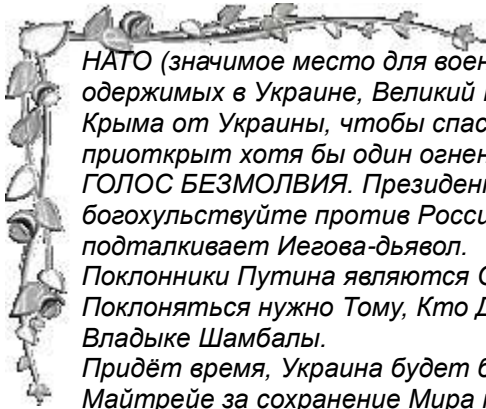 НАТО (значимое место для воен
одержимых в Украине, Великий
Крыма от Украины, чтобы спас
приоткрыт хотя бы один огнен
ГОЛОС БЕЗМОЛВИЯ. Президен
богохульствуйте против Росси
подталкивает Иегова-дьявол.
Поклонники Путина являются
Поклоняться нужно Тому, Кто Д
Владыке Шамбалы.
Придёт время, Украина будет б
Майтрейе за сохранение Мира